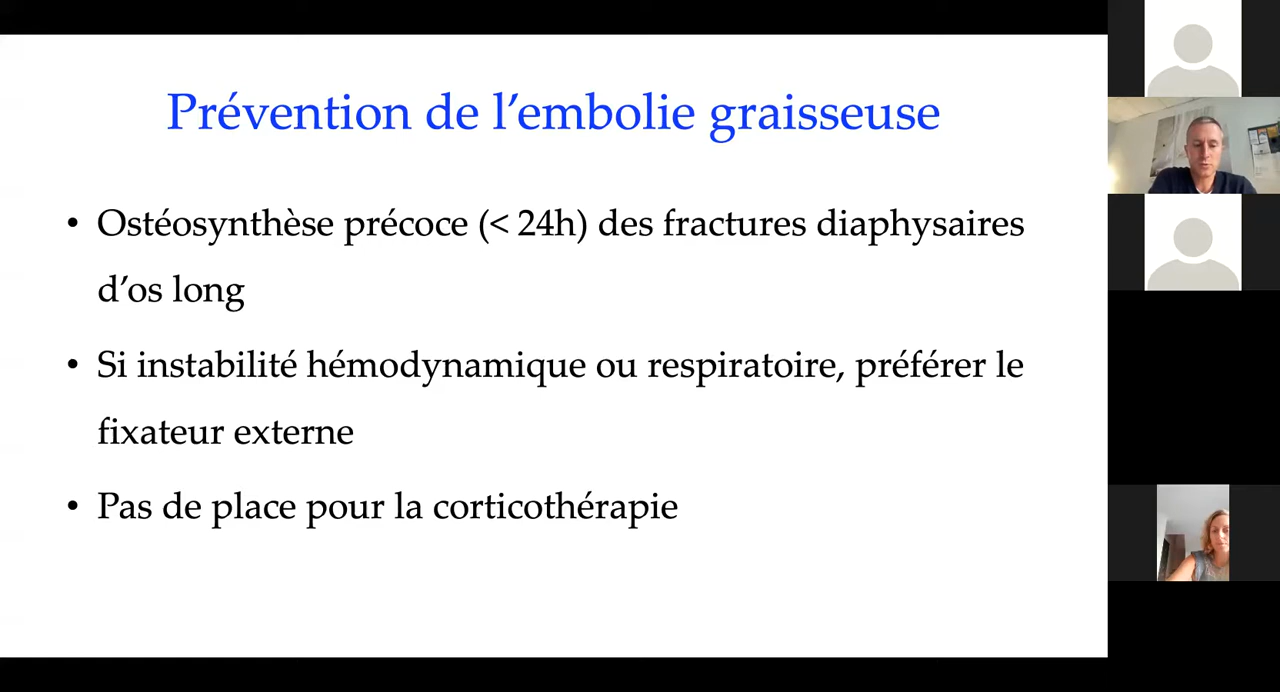 Prévention de l’embolie graisseuse
• Ostéosynthèse précoce (< 24h) des fractures diaphysaires
d’os long
• Si instabilité hémodynamique ou respiratoire, préférer le
fixateur externe
• Pas de place pour la corticothérapie